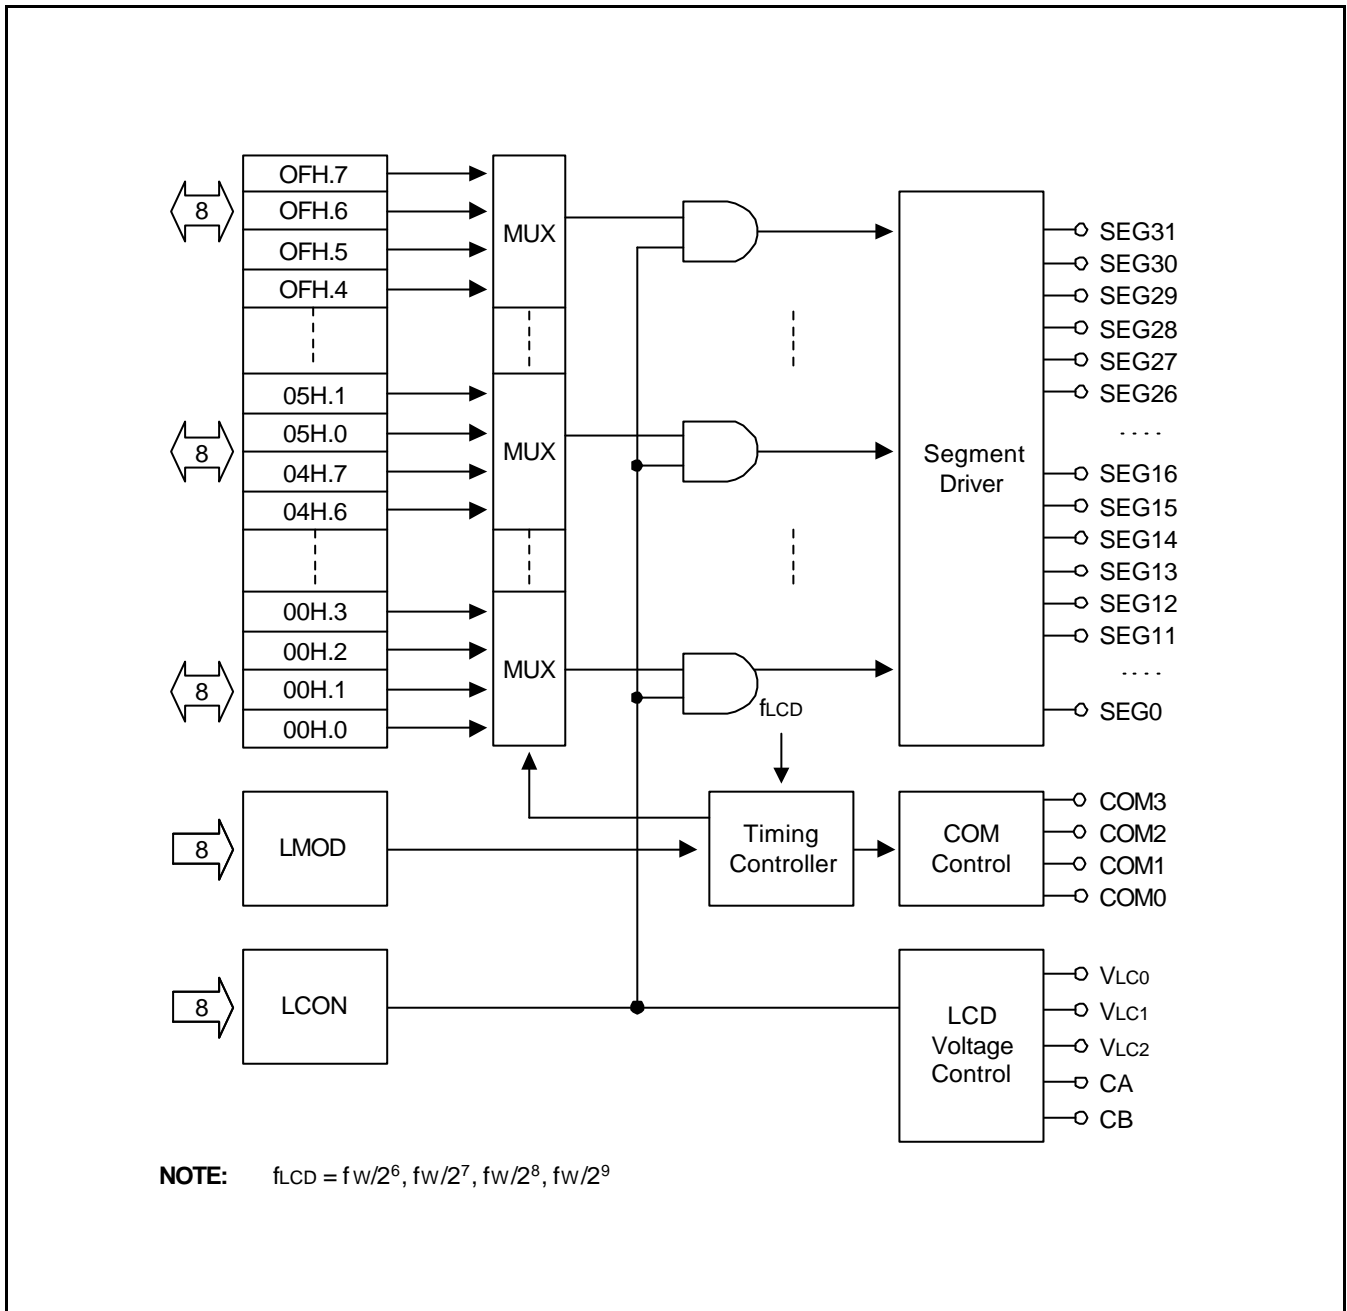 8
OFH.7
OFH.6
OFH.5
OFH.4
8
05H.1
05H.0
04H.7
04H.6
8
00H.3
00H.2
00H.1
00H.0
MUX
MUX
MUX
Segment
Driver
SEG31
SEG30
SEG29
SEG28
SEG27
SEG26
SEG16
SEG15
SEG14
SEG13
SEG12
SEG11
SEG0
fLCD
8
LMOD
Timing
Controller
COM
Control
COM3
COM2
COM1
COM0
8
LCON
LCD
Voltage
Control
VLC0
VLC1
VLC2
CA
CB
NOTE: fLCD = fW/2⁶, fW/2⁷, fW/2⁸, fW/2⁹